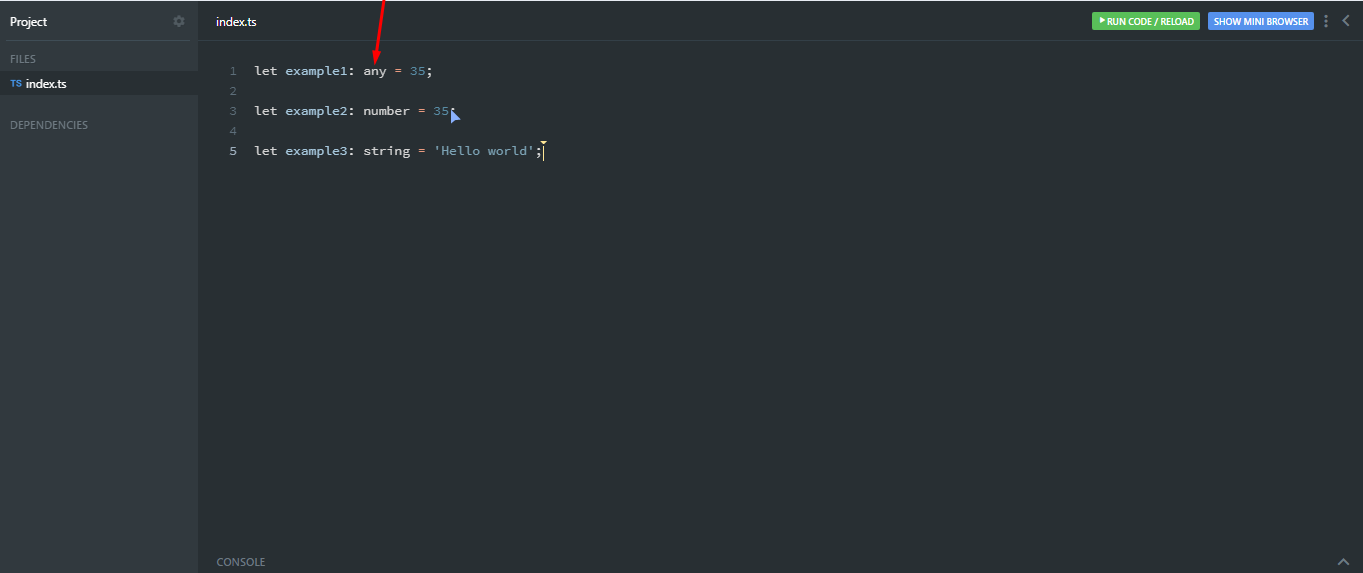 Project
index.ts
RUN CODE / RELOAD
SHOW MINI BROWSER
FILES
TS index.ts
DEPENDENCIES
1 let example1: any = 35;
2
3 let example2: number = 35;
4
5 let example3: string = 'Hello world';
CONSOLE